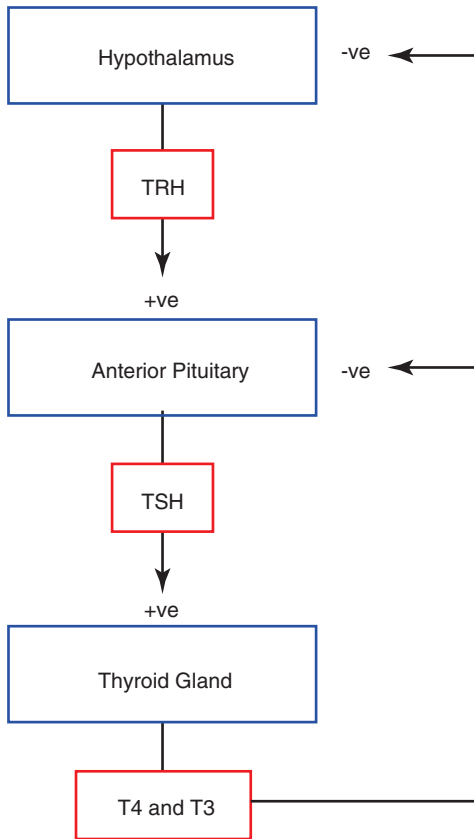 Hypothalamus
-ve
TRH
+ve
Anterior Pituitary
-ve
TSH
+ve
Thyroid Gland
T4 and T3